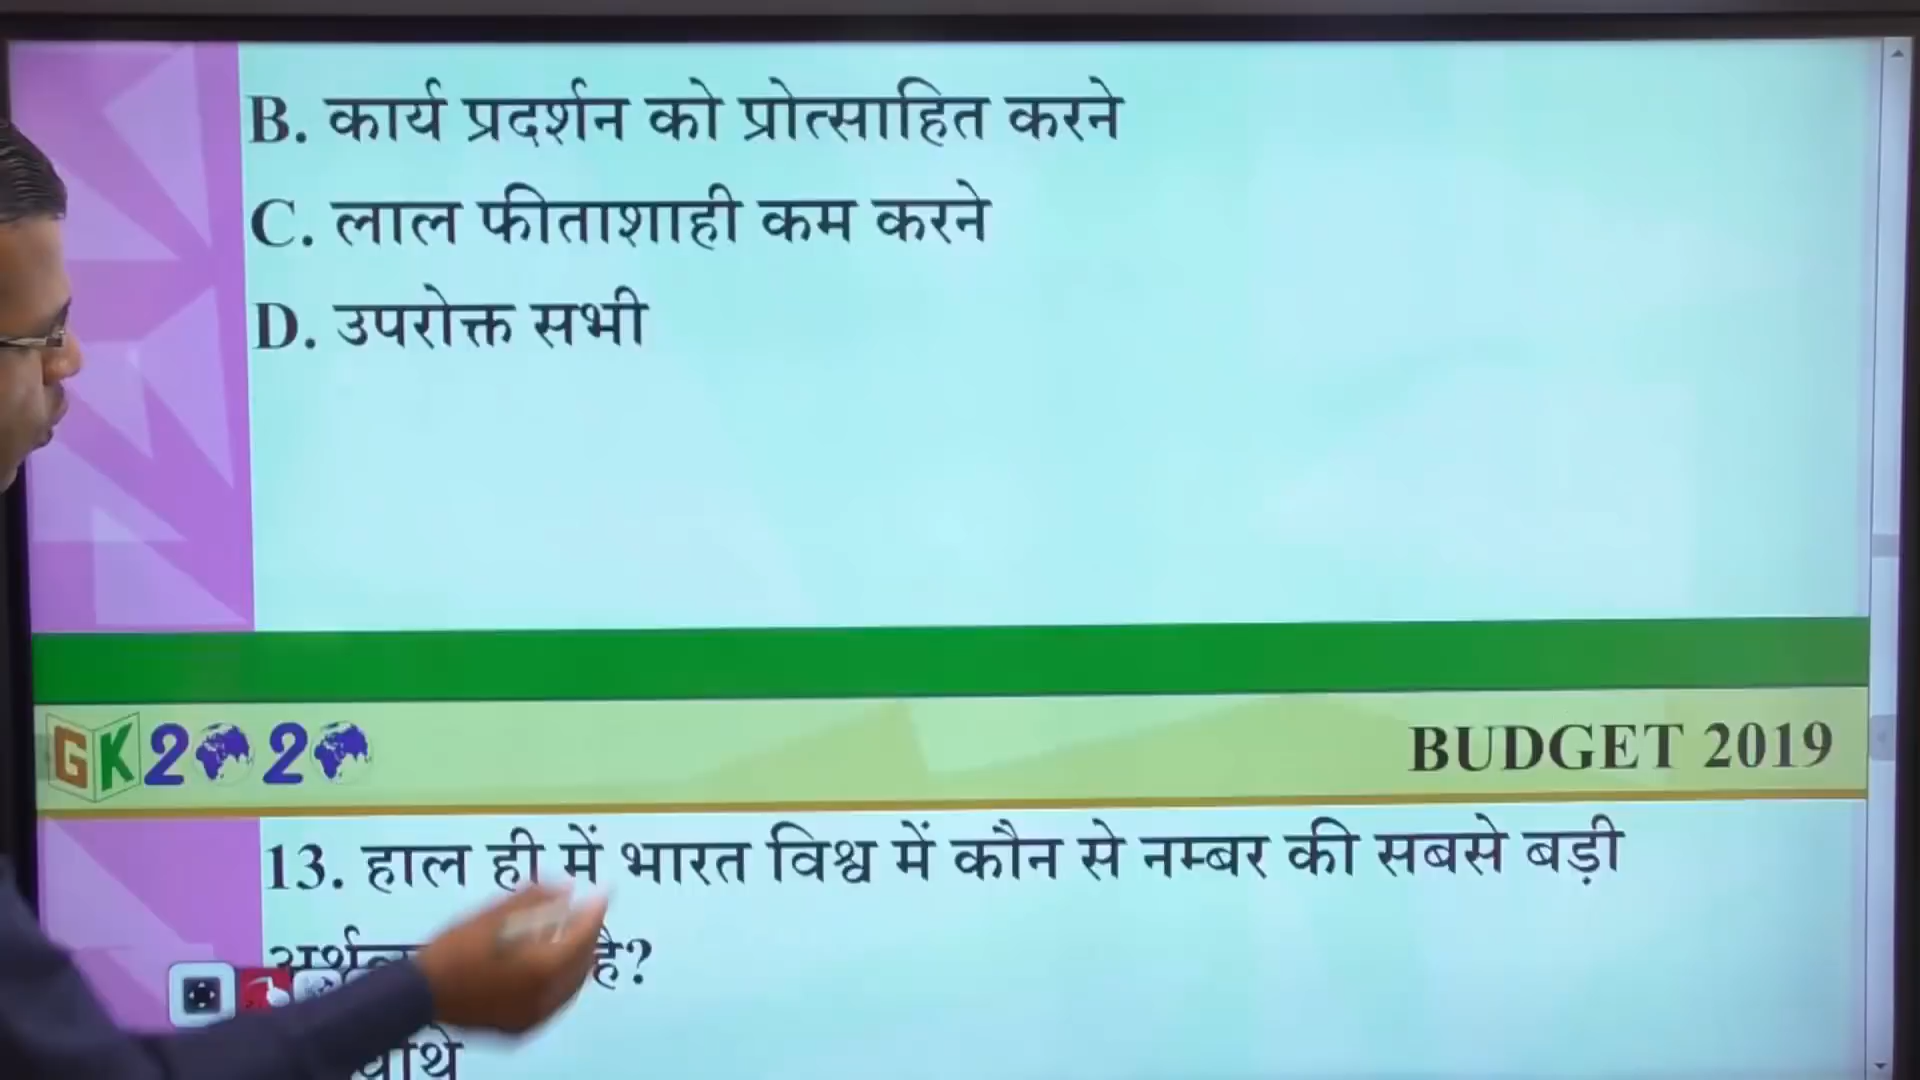 B. कार्य प्रदर्शन को प्रोत्साहित करने
C. लाल फीताशाही कम करने
D. उपरोक्त सभी
GK2020
BUDGET 2019
13. हाल ही में भारत विश्व में कौन से नम्बर की सबसे बड़ी
है?